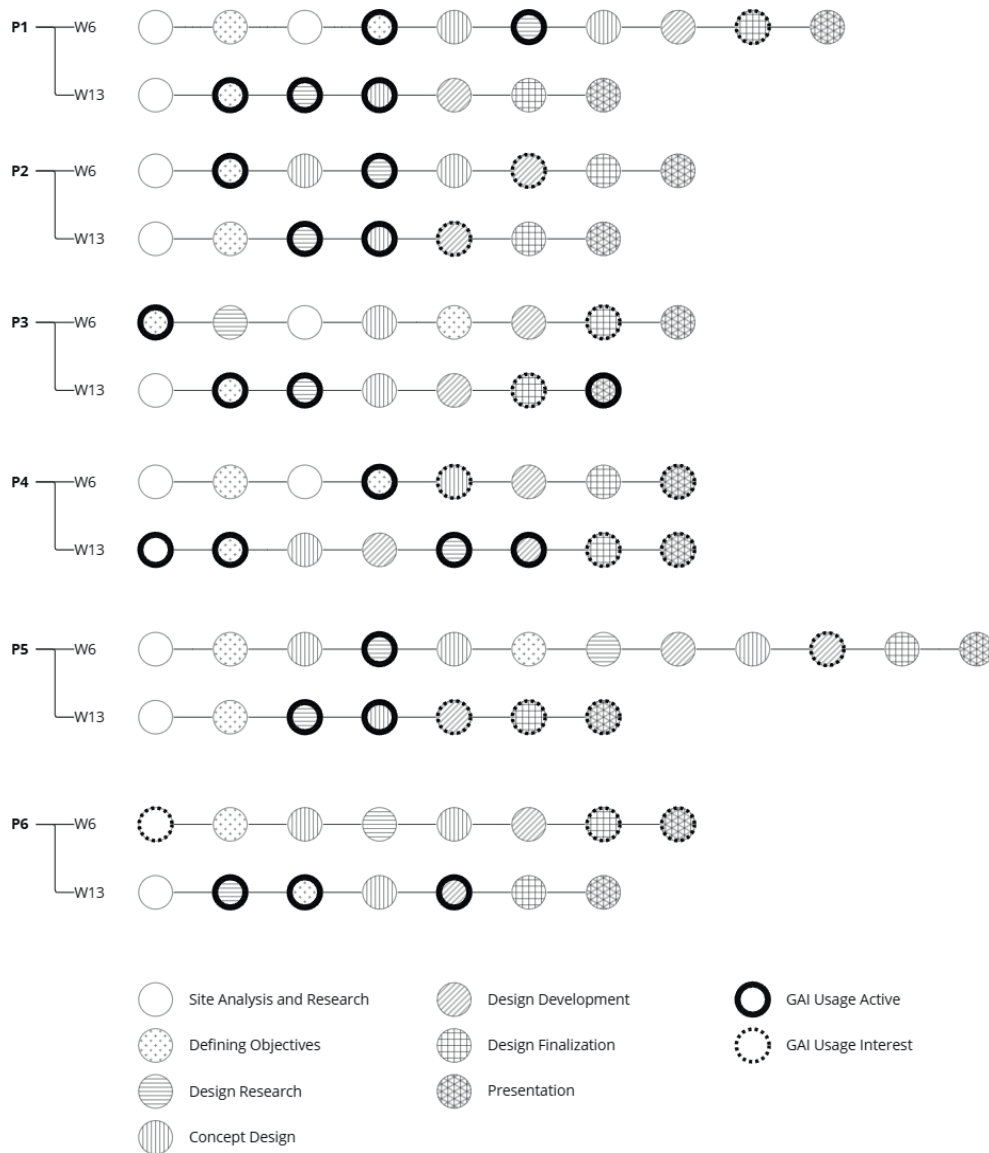 P1 W6
W13
P2 W6
W13
P3 W6
W13
P4 W6
W13
P5 W6
W13
P6 W6
W13
Site Analysis and Research Design Development GAI Usage Active
Defining Objectives Design Finalization GAI Usage Interest
Design Research Presentation
Concept Design